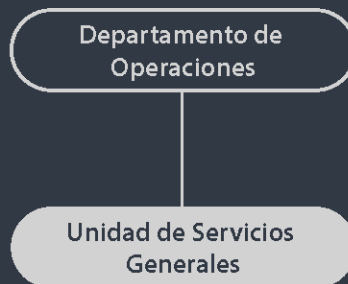 Departamento de
Operaciones
Unidad de Servicios
Generales